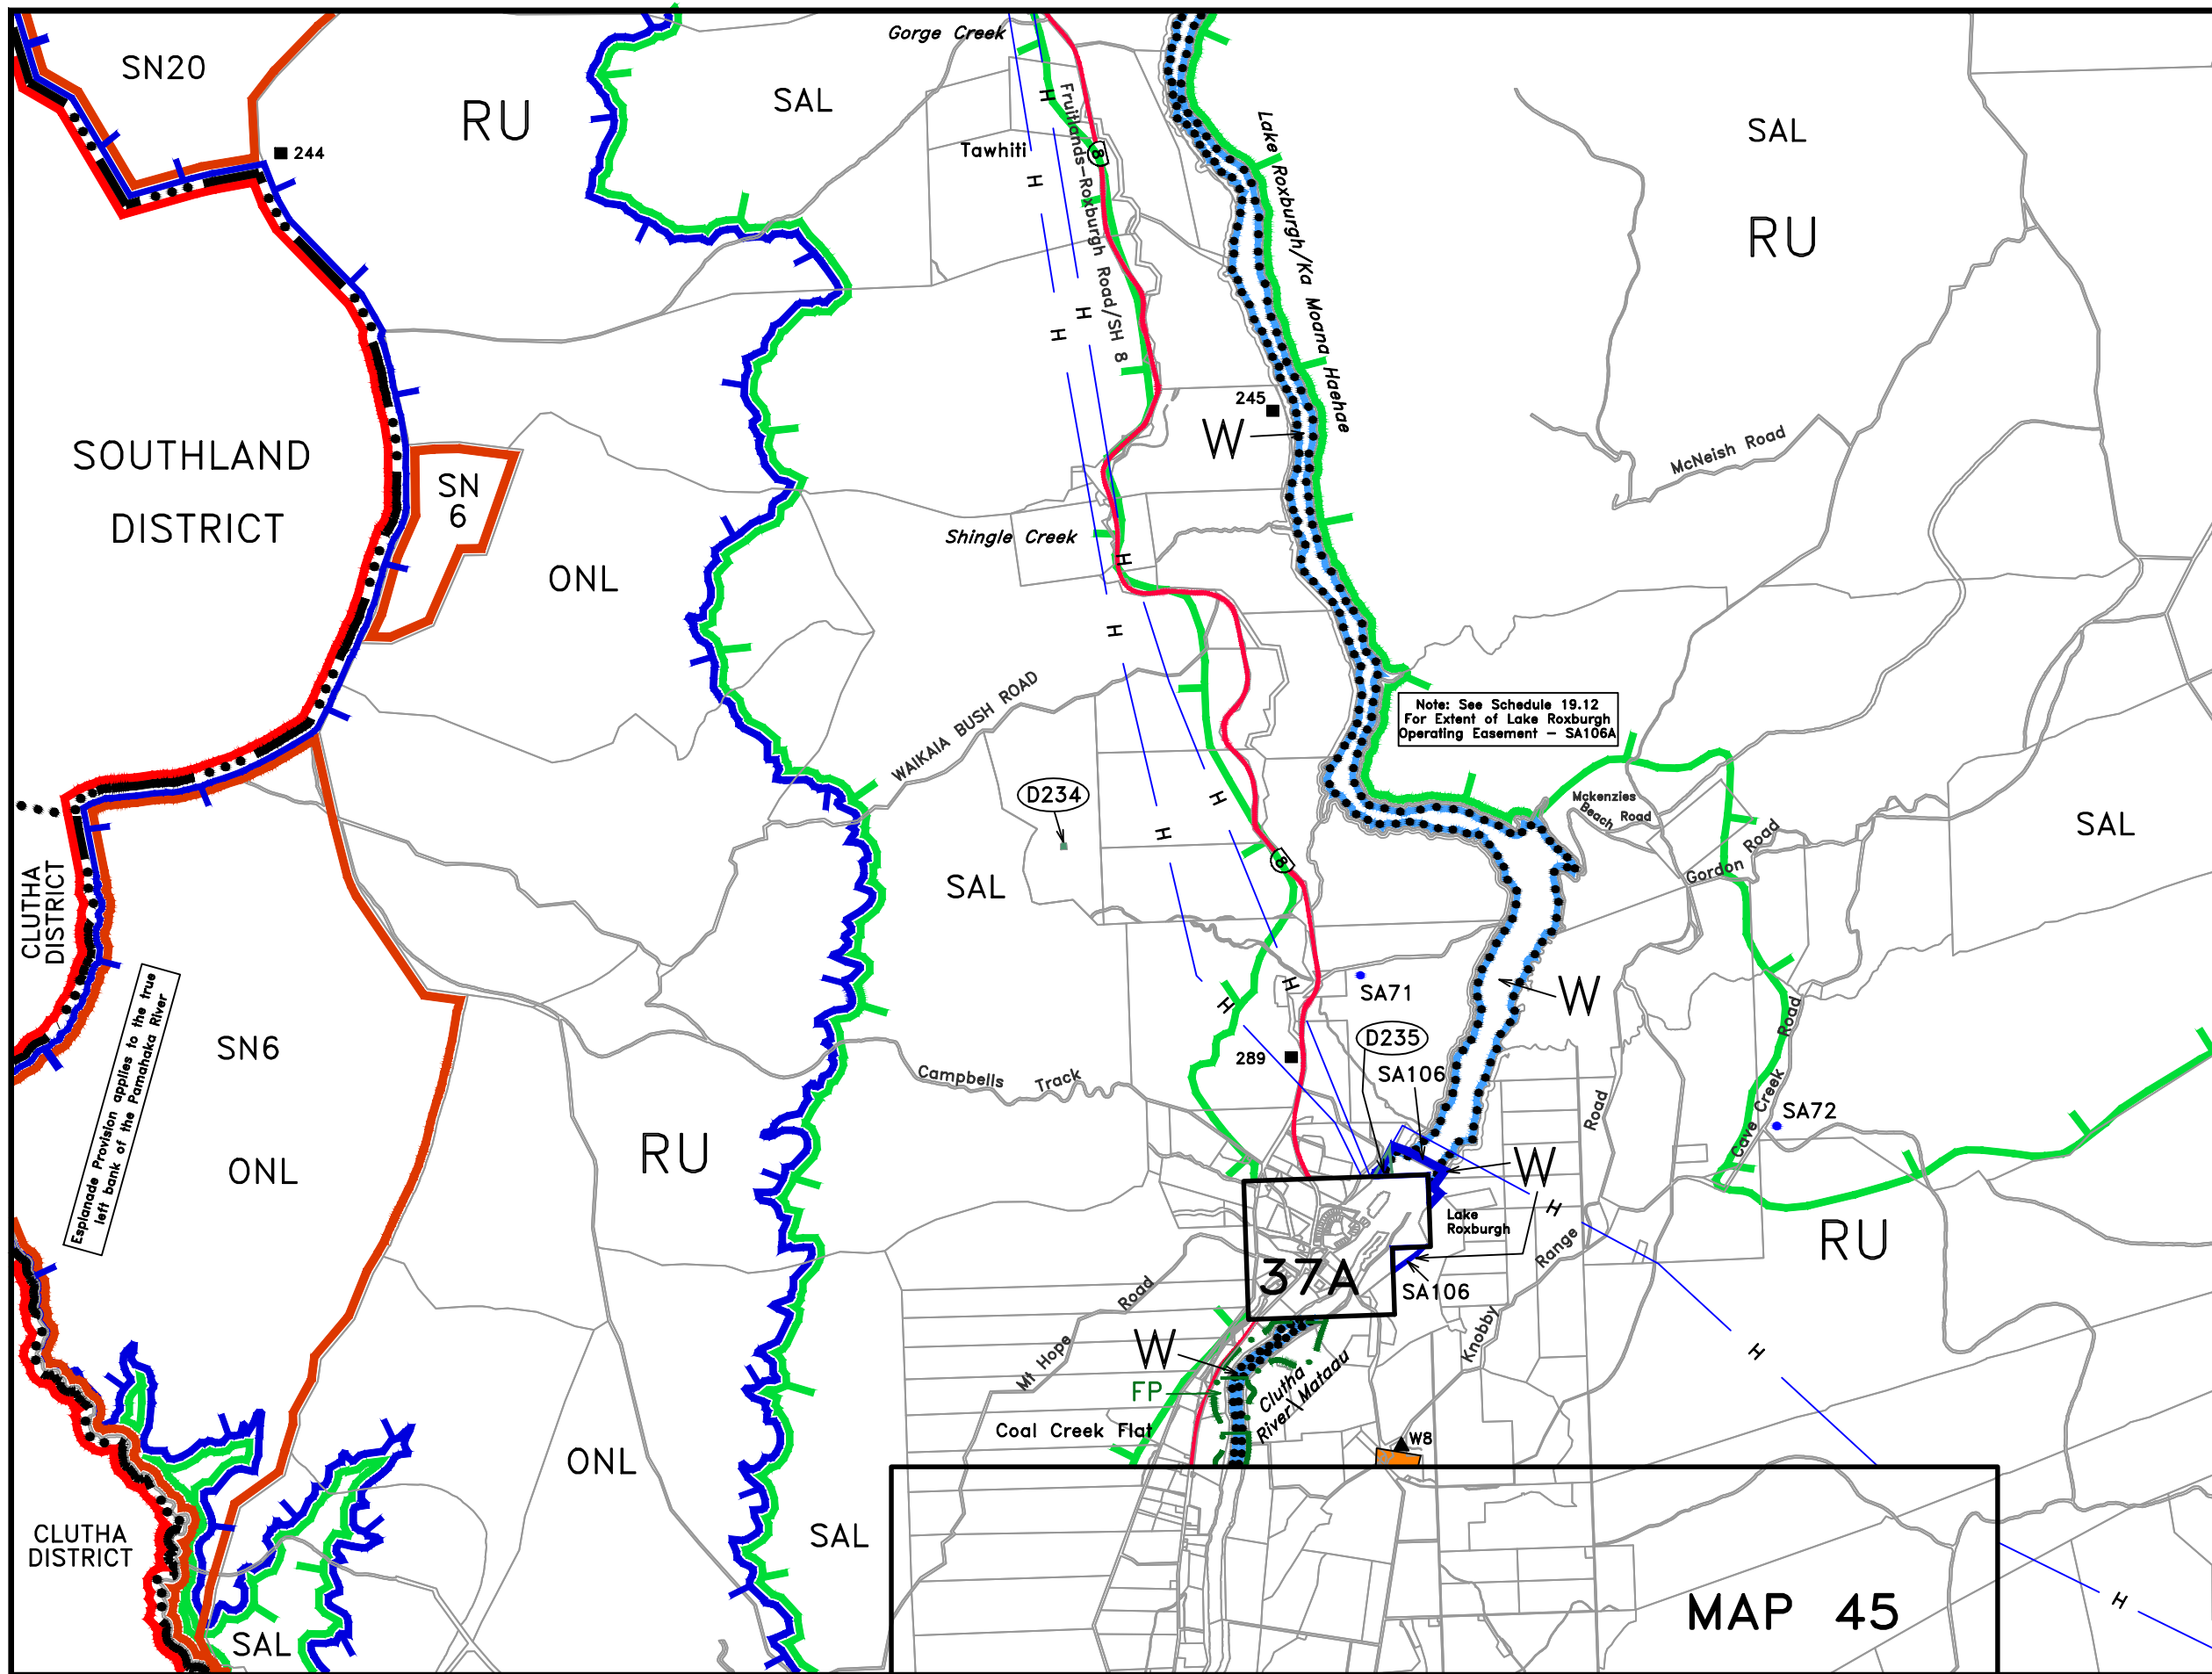 Gorge Creek
SN20
RU
SAL
SAL
RU
244
Tawhiti
H
H
8
Fruitlands-Roxburgh Road/SH 8
Lake Roxburgh/Ka Moana Haehae
H
H
245
W
McNeish Road
SOUTHLAND
DISTRICT
SN
6
ONL
Shingle Creek
H
H
WAIKAIA BUSH ROAD
Note: See Schedule 19.12
For Extent of Lake Roxburgh
Operating Easement - SA106A
D234
H
H
8
Mckenzies
Beach Road
Gordon Road
SAL
SAL
CLUTHA
DISTRICT
Esplanade Provision applies to the true
left bank of the Pomahaka River
SN6
ONL
RU
H
H
SA71
W
289
D235
SA106
Campbells Track
Road
Cave Creek Road
SA72
W
H
Lake
Roxburgh
RU
37A
SA106
Knobby
Range
Mt Hope Road
W
FP
Clutha
River\Mataau
H
Coal Creek Flat
W8
ONL
SAL
CLUTHA
DISTRICT
SAL
MAP 45
H